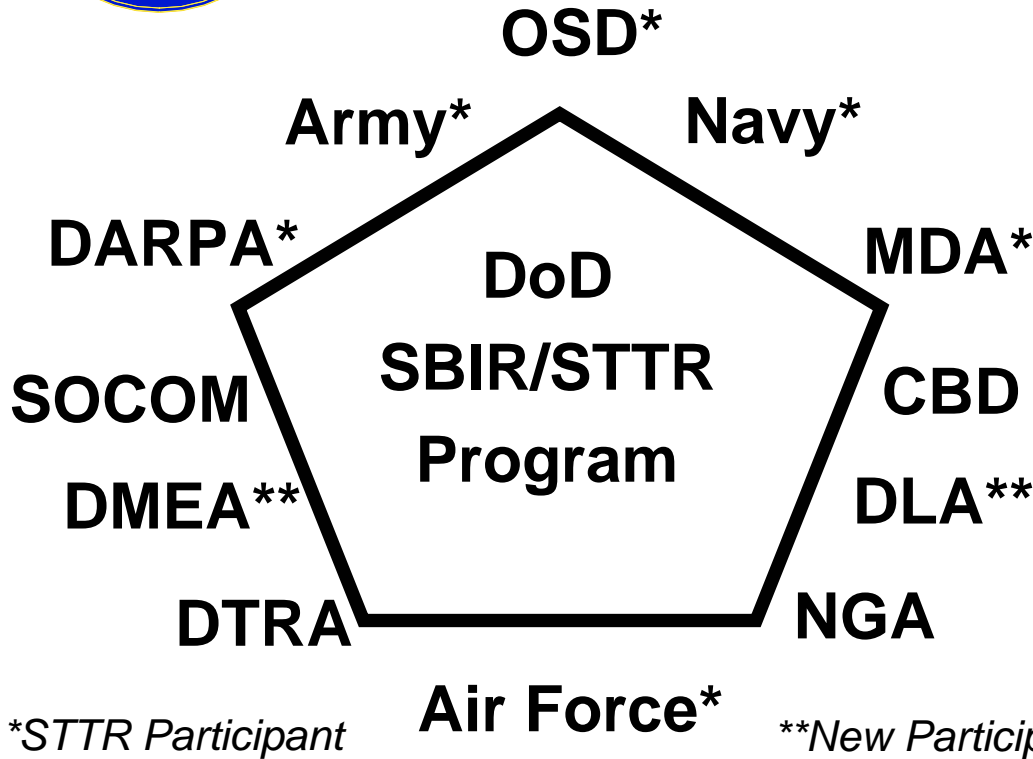 OSD*
Army*
Navy*
DARPA*
MDA*
DoD
SBIR/STTR
Program
SOCOM
CBD
DMEA**
DLA**
DTRA
NGA
Air Force*
*STTR Participant
**New